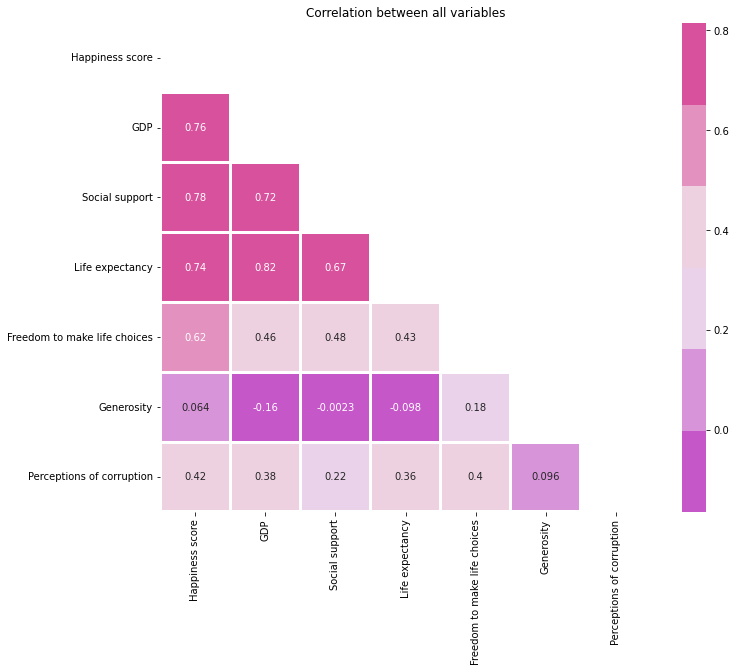 Correlation between all variables
Happiness score
GDP 0.76
Social support 0.78 0.72
Life expectancy 0.74 0.82 0.67
Freedom to make life choices 0.62 0.46 0.48 0.43
Generosity 0.064 -0.16 -0.0023 -0.098 0.18
Perceptions of corruption 0.42 0.38 0.22 0.36 0.4 0.096
Happiness score
GDP
Social support
Life expectancy
Freedom to make life choices
Generosity
Perceptions of corruption
0.8
0.6
0.4
0.2
0.0